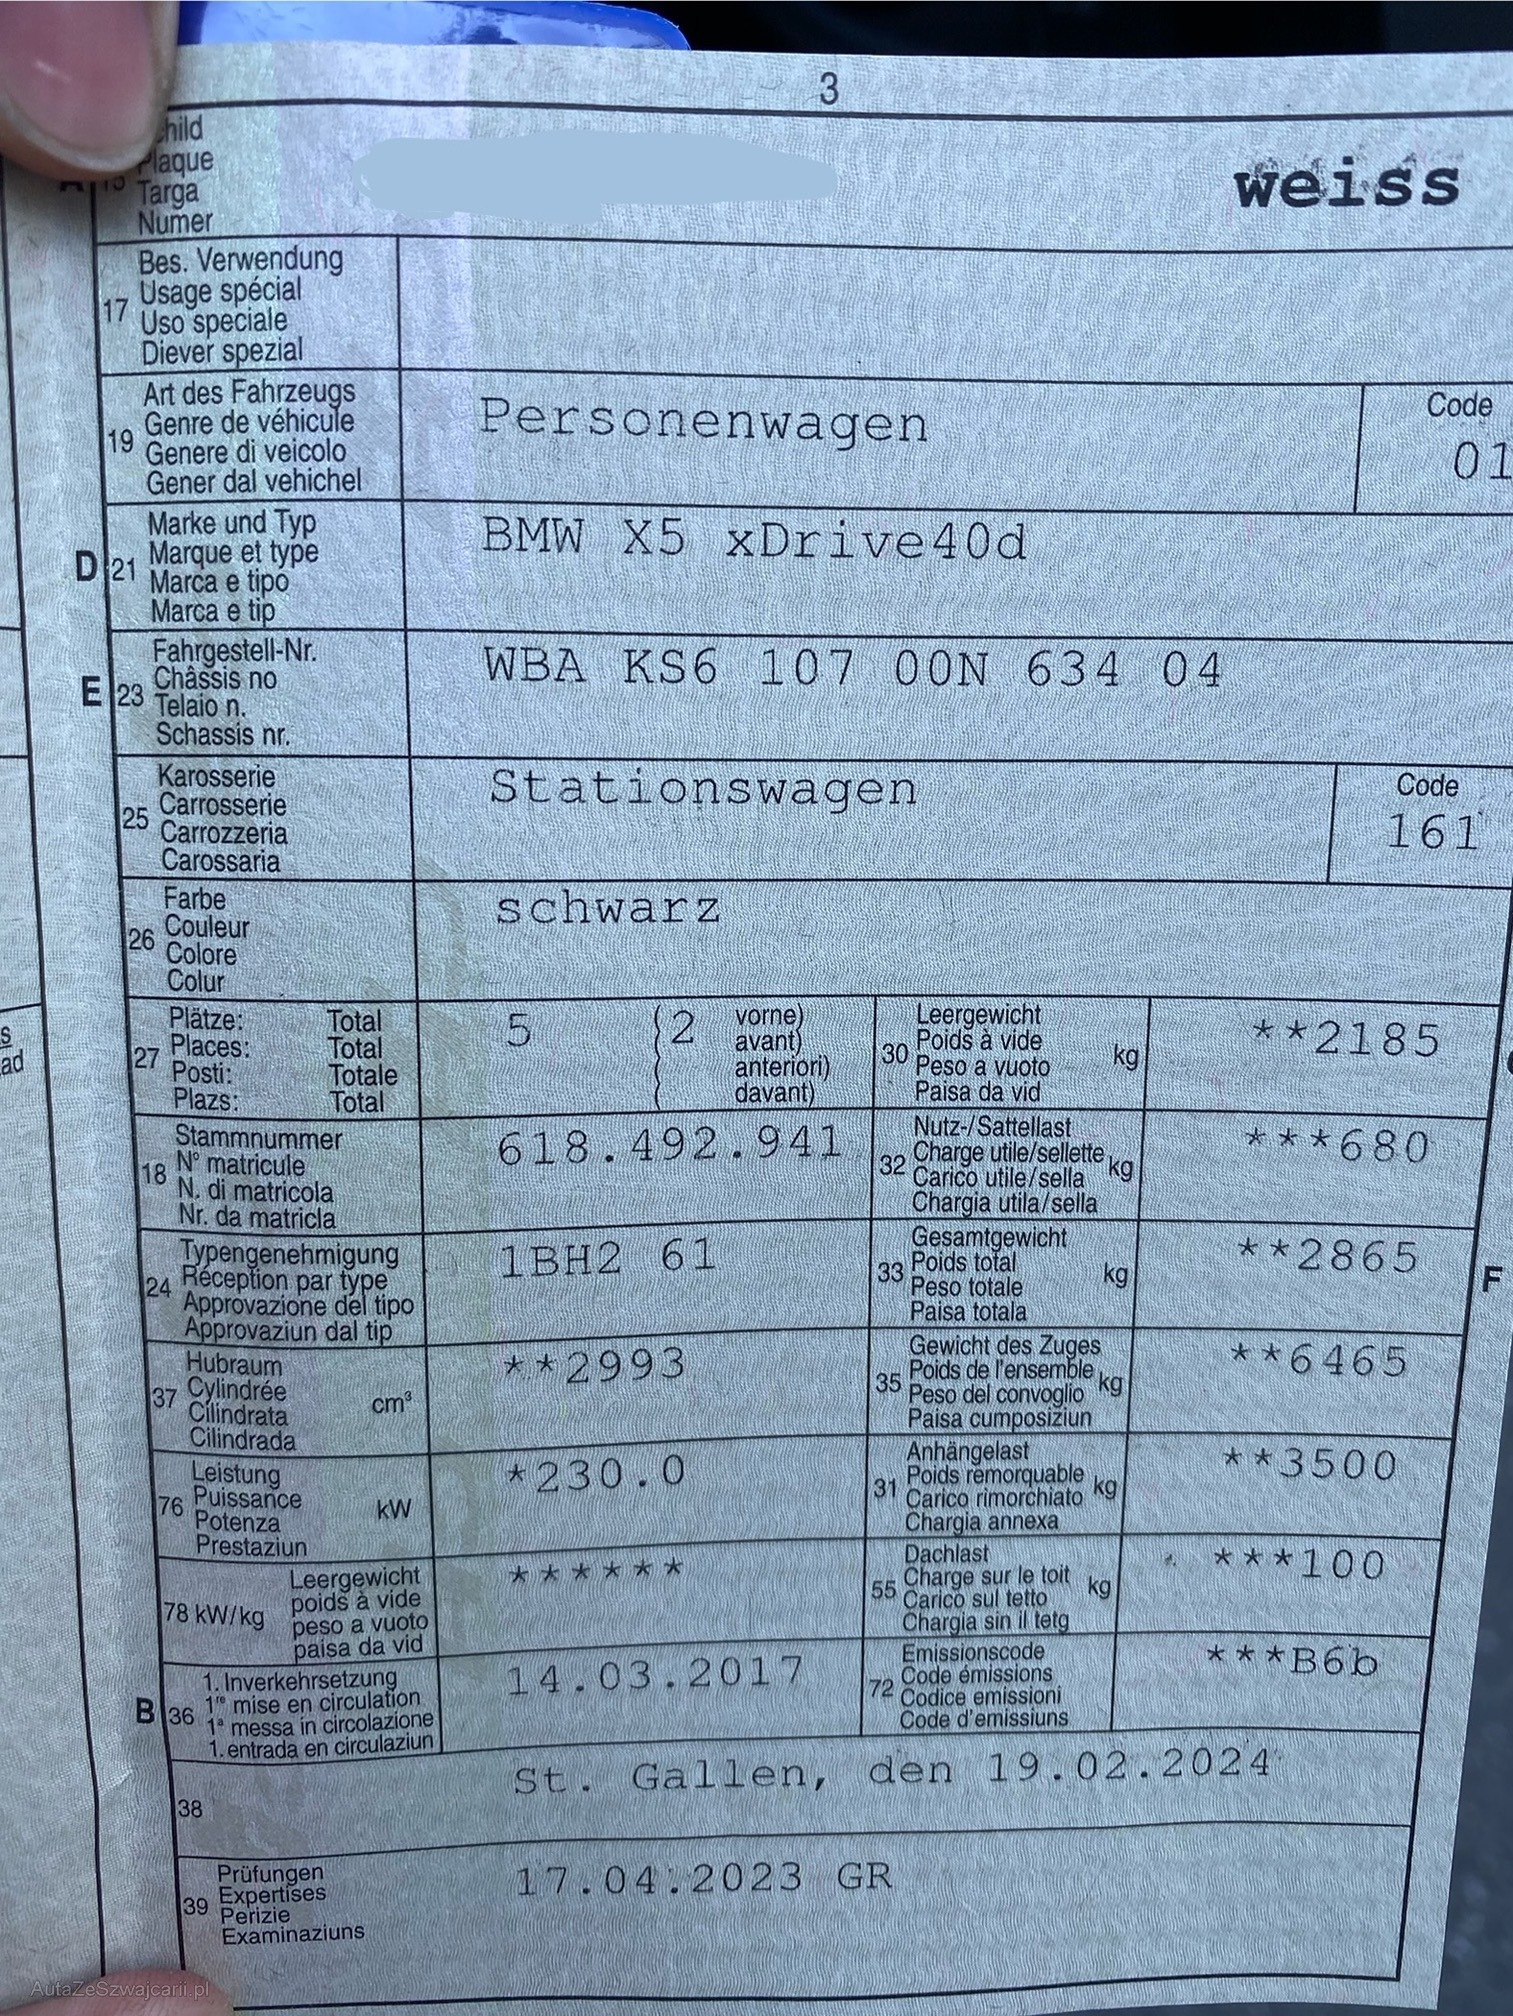 3
Plaque
Targa
Numer
weiss
17
Bes. Verwendung
Usage spécial
Uso speciale
Diever spezial
19
Art des Fahrzeugs
Genre de véhicule
Genere di veicolo
Gener dal vehichel
Personenwagen
Code
01
D 21
Marke und Typ
Marque et type
Marca e tipo
Marca e tip
BMW X5 xDrive40d
E 23
Fahrgestell-Nr.
Châssis no
Telaio n.
Schassis nr.
WBA KS6 107 00N 634 04
25
Karosserie
Carrosserie
Carrozzeria
Carossaria
Stationswagen
Code
161
26
Farbe
Couleur
Colore
Colur
schwarz
27
Plätze: Total
Places: Total
Posti: Totale
Plazs: Total
5 (2 vorne)
avant)
anteriori)
davant)
30
Leergewicht
Poids à vide
Peso a vuoto
Paisa da vid
kg
**2185
18
Stammnummer
N° matricule
N. di matricola
Nr. da matricla
618.492.941
32
Nutz-/Sattellast
Charge utile/sellette
Carico utile/sella
Chargia utila/sella
kg
***680
24
Typengenehmigung
Réception par type
Approvazione del tipo
Approvaziun dal tip
1BH2 61
33
Gesamtgewicht
Poids total
Peso totale
Paisa totala
kg
**2865
F
37
Hubraum
Cylindrée
Cilindrata
Cilindrada
cm³
**2993
35
Gewicht des Zuges
Poids de l'ensemble
Peso del convoglio
Paisa cumposiziun
kg
**6465
76
Leistung
Puissance
Potenza
Prestaziun
kW
*230.0
31
Anhängelast
Poids remorquable
Carico rimorchiato
Chargia annexa
kg
**3500
78 kW/kg
Leergewicht
poids à vide
peso a vuoto
paisa da vid
******
55
Dachlast
Charge sur le toit
Carico sul tetto
Chargia sin il tetg
kg
***100
B 36
1. Inverkehrsetzung
1re mise en circulation
1a messa in circolazione
1. entrada en circulaziun
14.03.2017
72
Emissionscode
Code émissions
Codice emissioni
Code d'emissiuns
***B6b
38
St. Gallen, den 19.02.2024
39
Prüfungen
Expertises
Perizie
Examinaziuns
17.04.2023 GR
AutaZeSzwajcarii.pl